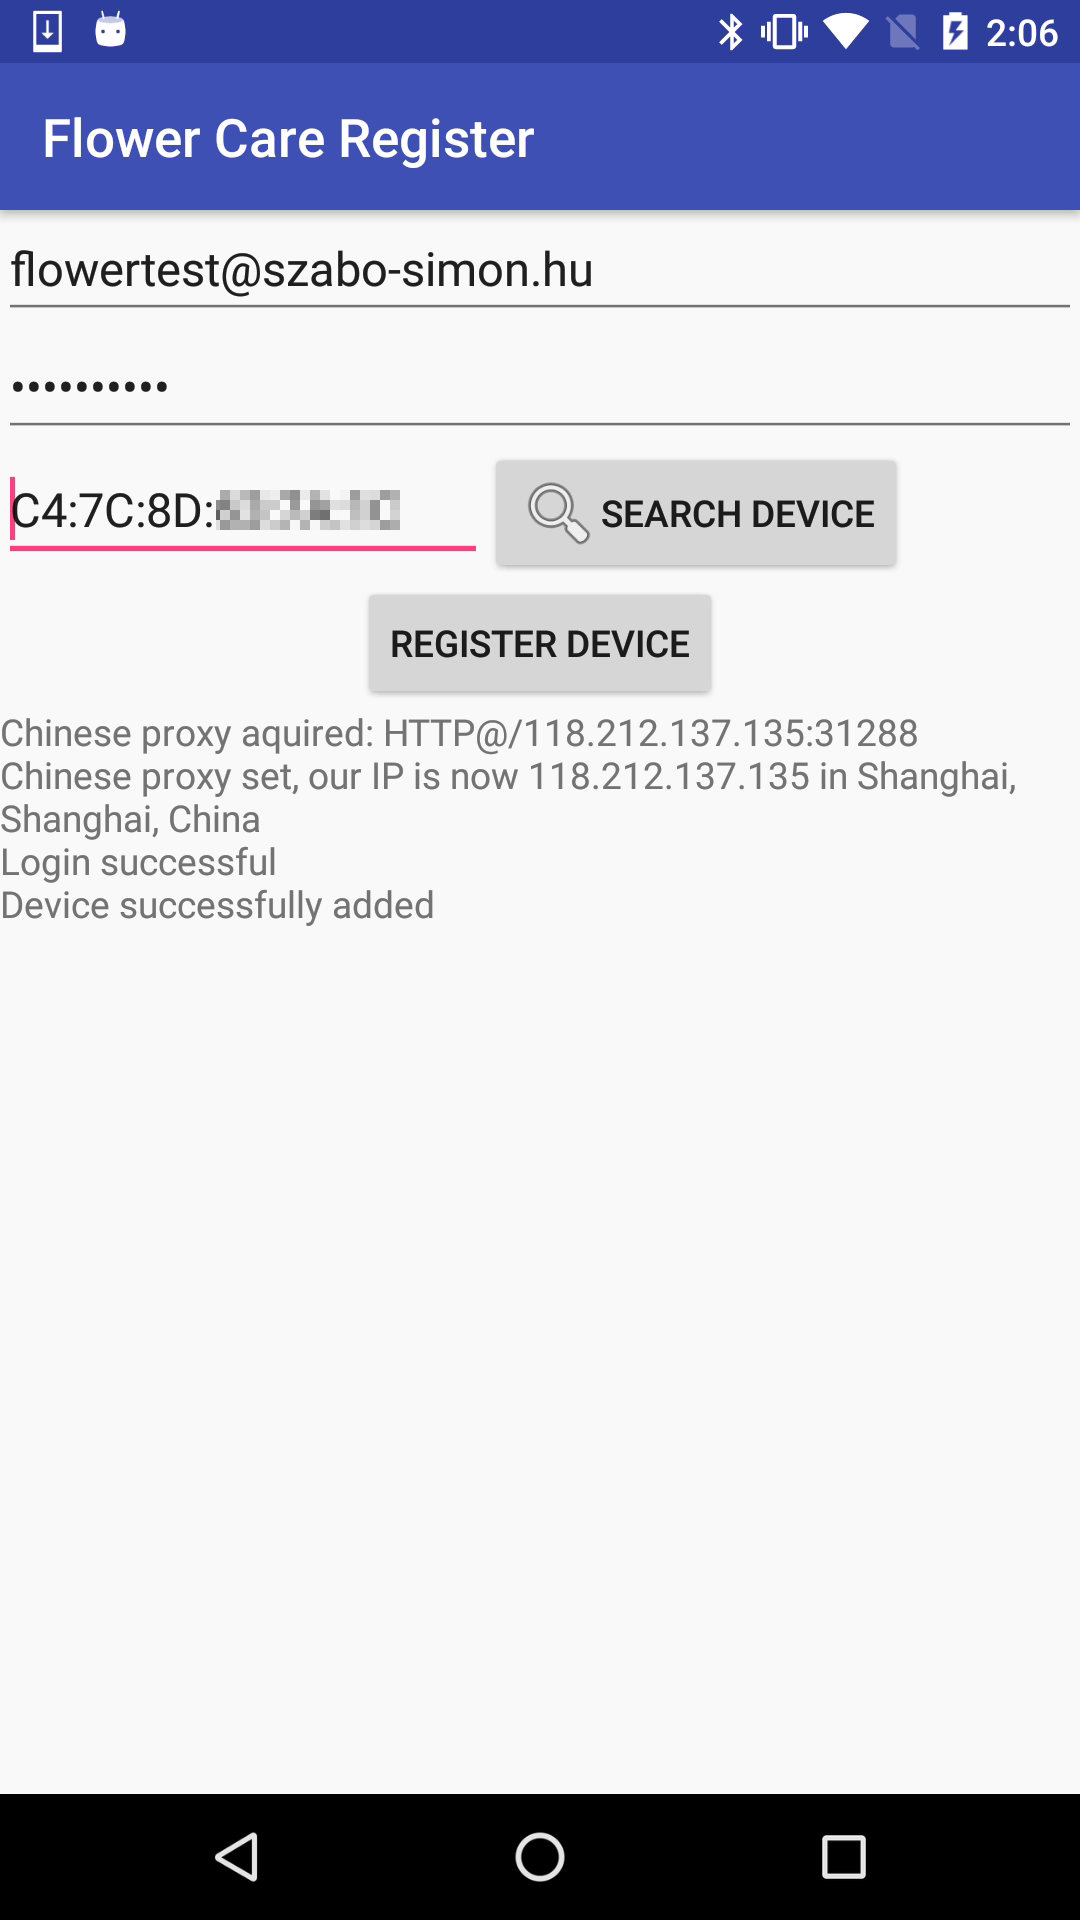 2:06
Flower Care Register
flowertest@szabo-simon.hu
••••••••••
C4:7C:8D:
SEARCH DEVICE
REGISTER DEVICE
Chinese proxy aquired: HTTP@/118.212.137.135:31288
Chinese proxy set, our IP is now 118.212.137.135 in Shanghai,
Shanghai, China
Login successful
Device successfully added